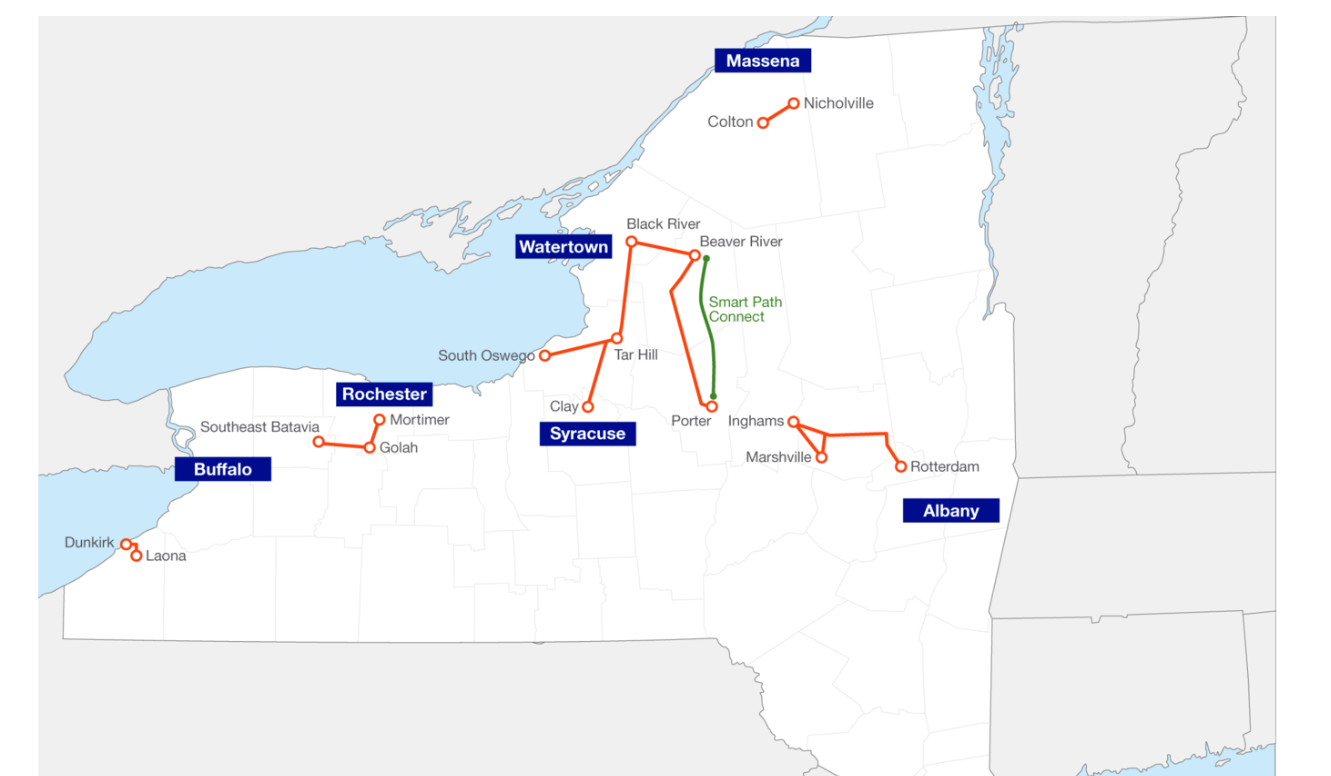 Massena
Nicholville
Colton
Black River
Watertown
Beaver River
Smart Path
Connect
South Oswego
Tar Hill
Rochester
Clay
Mortimer
Porter
Inghams
Southeast Batavia
Syracuse
Golah
Marshville
Buffalo
Rotterdam
Albany
Dunkirk
Laona